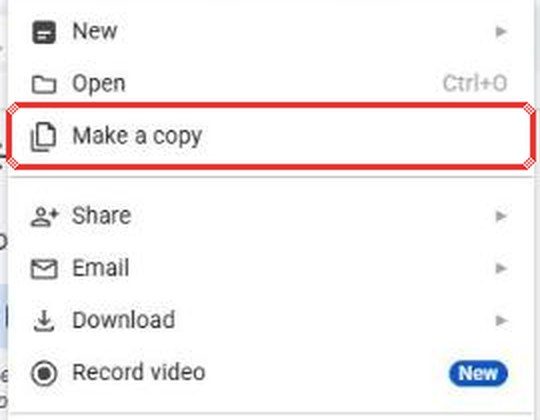 New
Open Ctrl+O
Make a copy
Share
Email
Download
Record video New